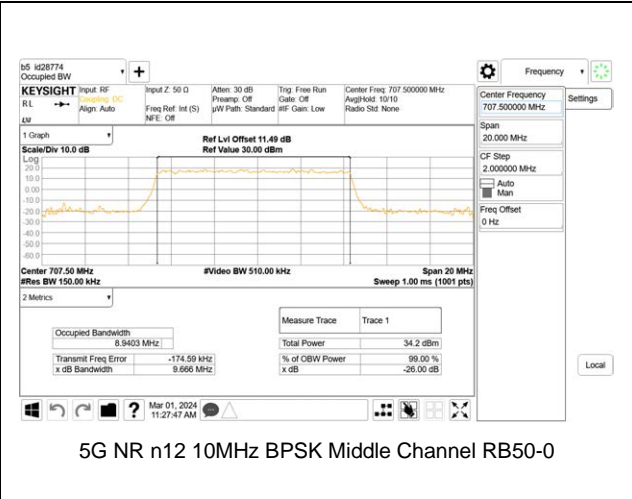 b5 id28774
Occupied BW
Frequency
KEYSIGHT
RL
Input: RF
Coupling: DC
Align: Auto
Input Z: 50 Ω
Freq Ref: Int (S)
NFE: Off
Atten: 30 dB
Preamp: Off
µW Path: Standard
Trig: Free Run
Gate: Off
#IF Gain: Low
Center Freq: 707.500000 MHz
Avg|Hold: 10/10
Radio Std: None
Center Frequency
707.500000 MHz
Settings
Span
20.000 MHz
CF Step
2.000000 MHz
Auto
Man
Freq Offset
0 Hz
1 Graph
Scale/Div 10.0 dB
Ref Lvl Offset 11.49 dB
Ref Value 30.00 dBm
Log
20.0
10.0
0.00
-10.0
-20.0
-30.0
-40.0
-50.0
-60.0
Center 707.50 MHz
#Video BW 510.00 kHz
Span 20 MHz
#Res BW 150.00 kHz
Sweep 1.00 ms (1001 pts)
2 Metrics
Measure Trace Trace 1
Occupied Bandwidth
8.9403 MHz
Total Power 34.2 dBm
Transmit Freq Error -174.59 kHz
% of OBW Power 99.00 %
x dB Bandwidth 9.666 MHz
x dB -26.00 dB
Local
Mar 01, 2024
11:27:47 AM
5G NR n12 10MHz BPSK Middle Channel RB50-0